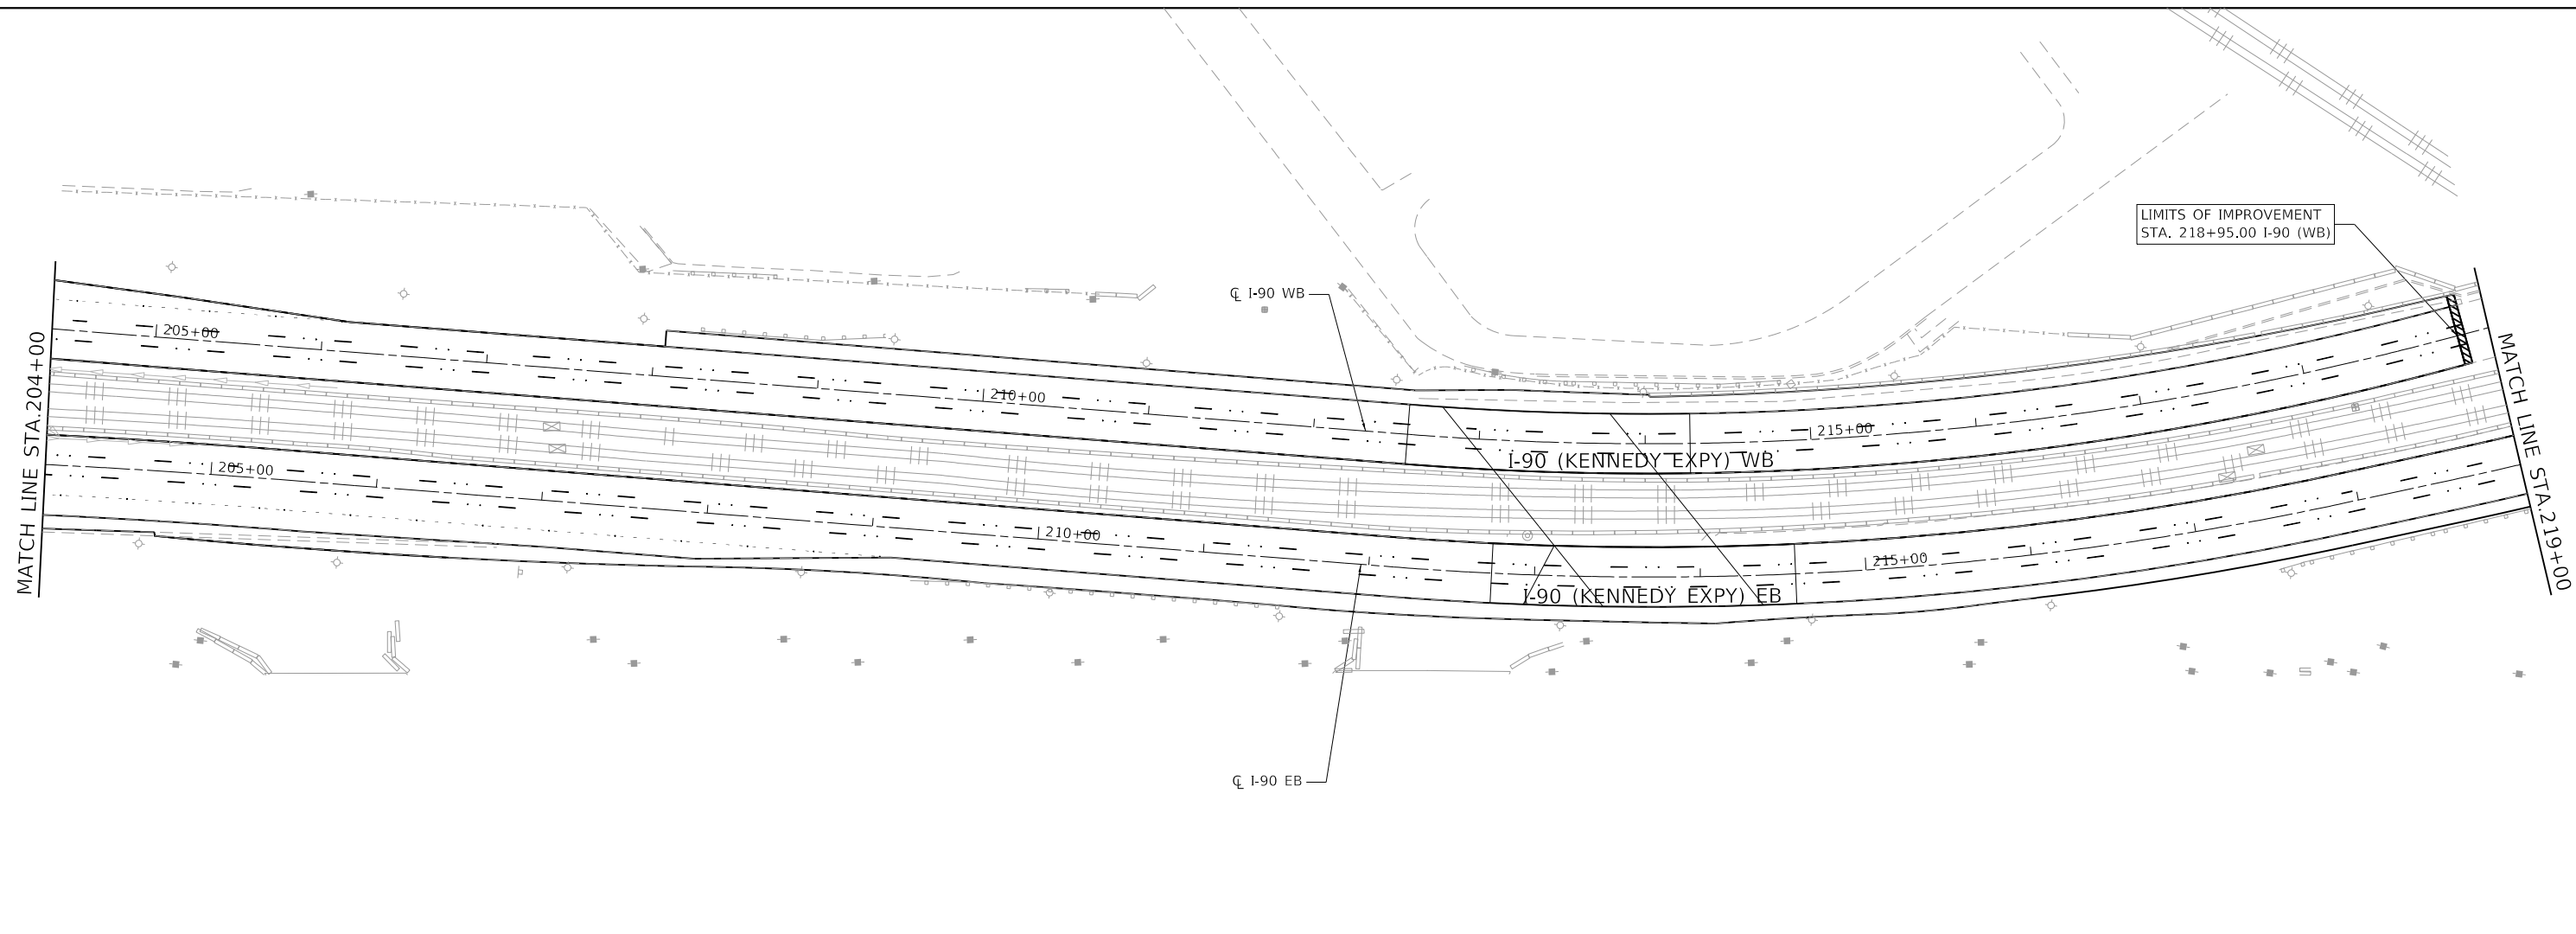 LIMITS OF IMPROVEMENT
STA. 218+95.00 I-90 (WB)
℄ I-90 WB
MATCH LINE STA.204+00
205+00
210+00
215+00
I-90 (KENNEDY EXPY) WB
MATCH LINE STA.219+00
205+00
210+00
215+00
I-90 (KENNEDY EXPY) EB
℄ I-90 EB